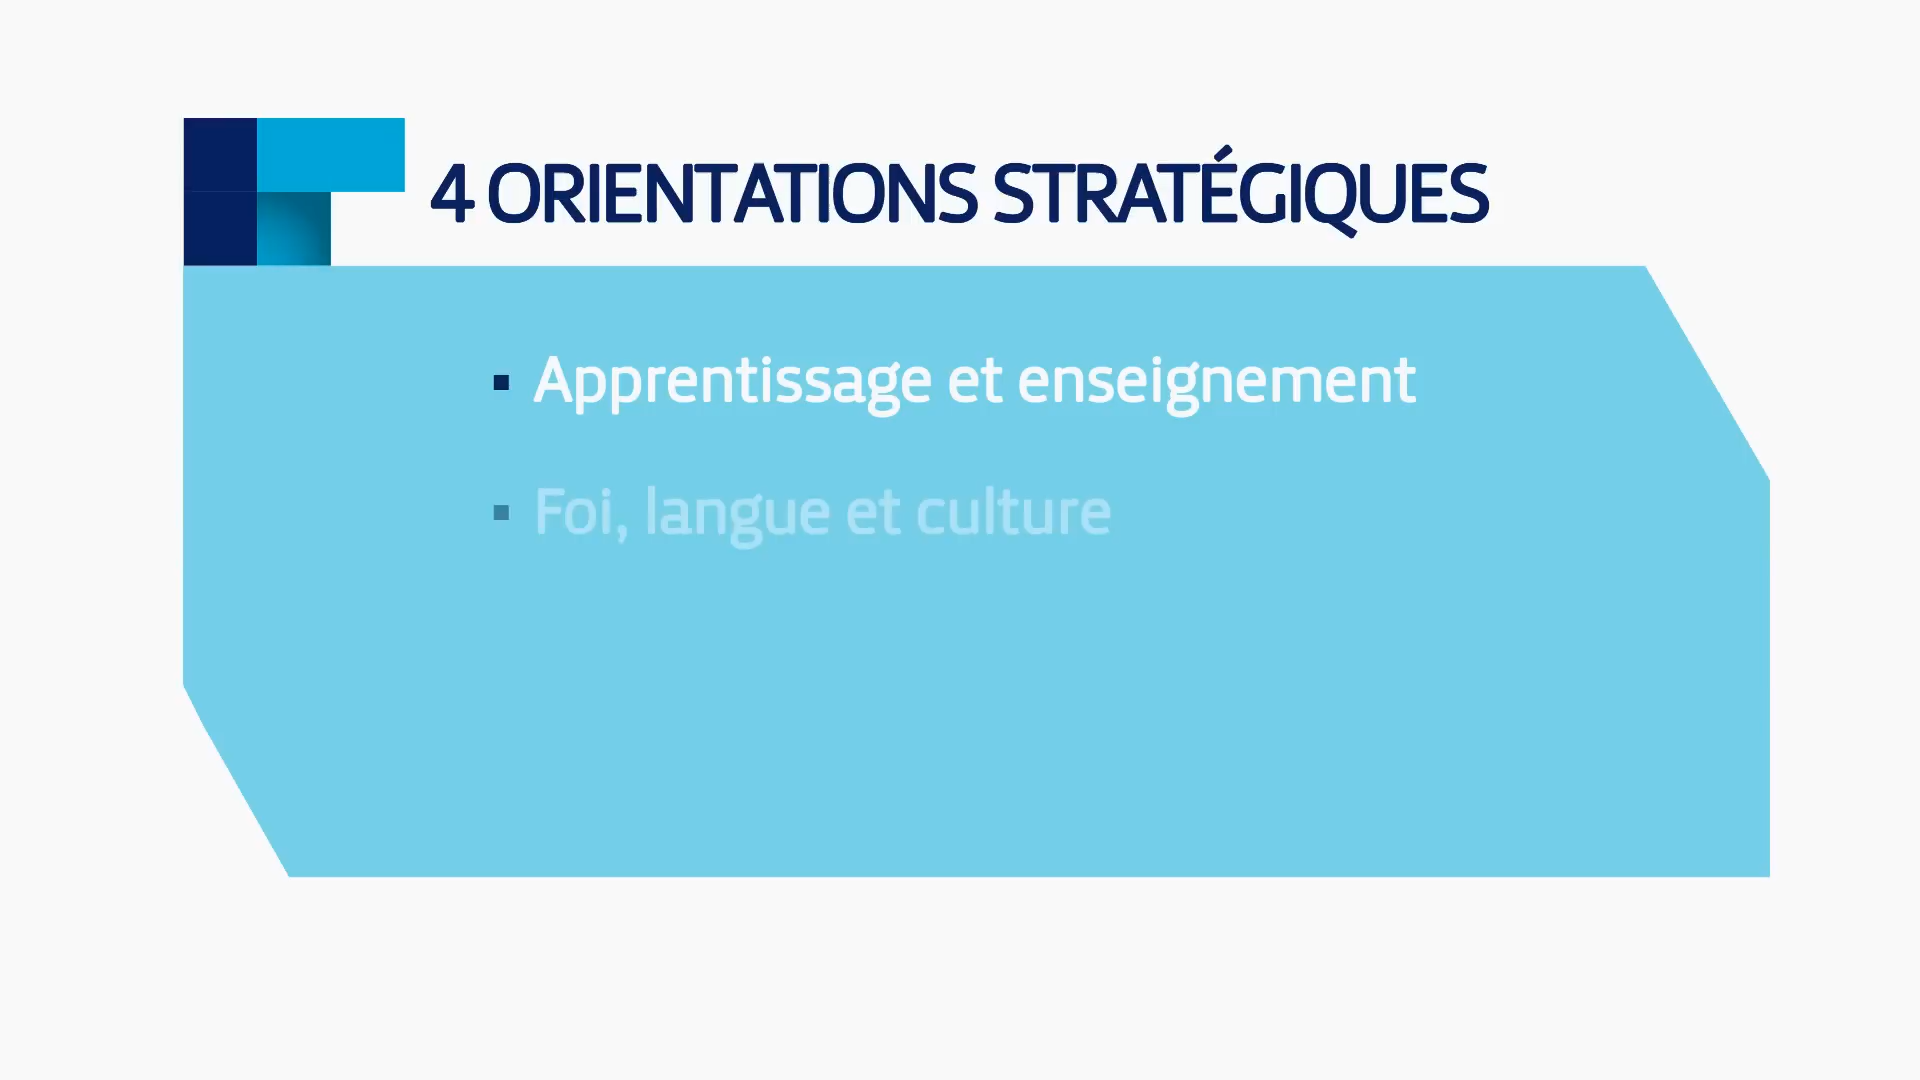 4 ORIENTATIONS STRATÉGIQUES
▪ Apprentissage et enseignement
▪ Foi, langue et culture